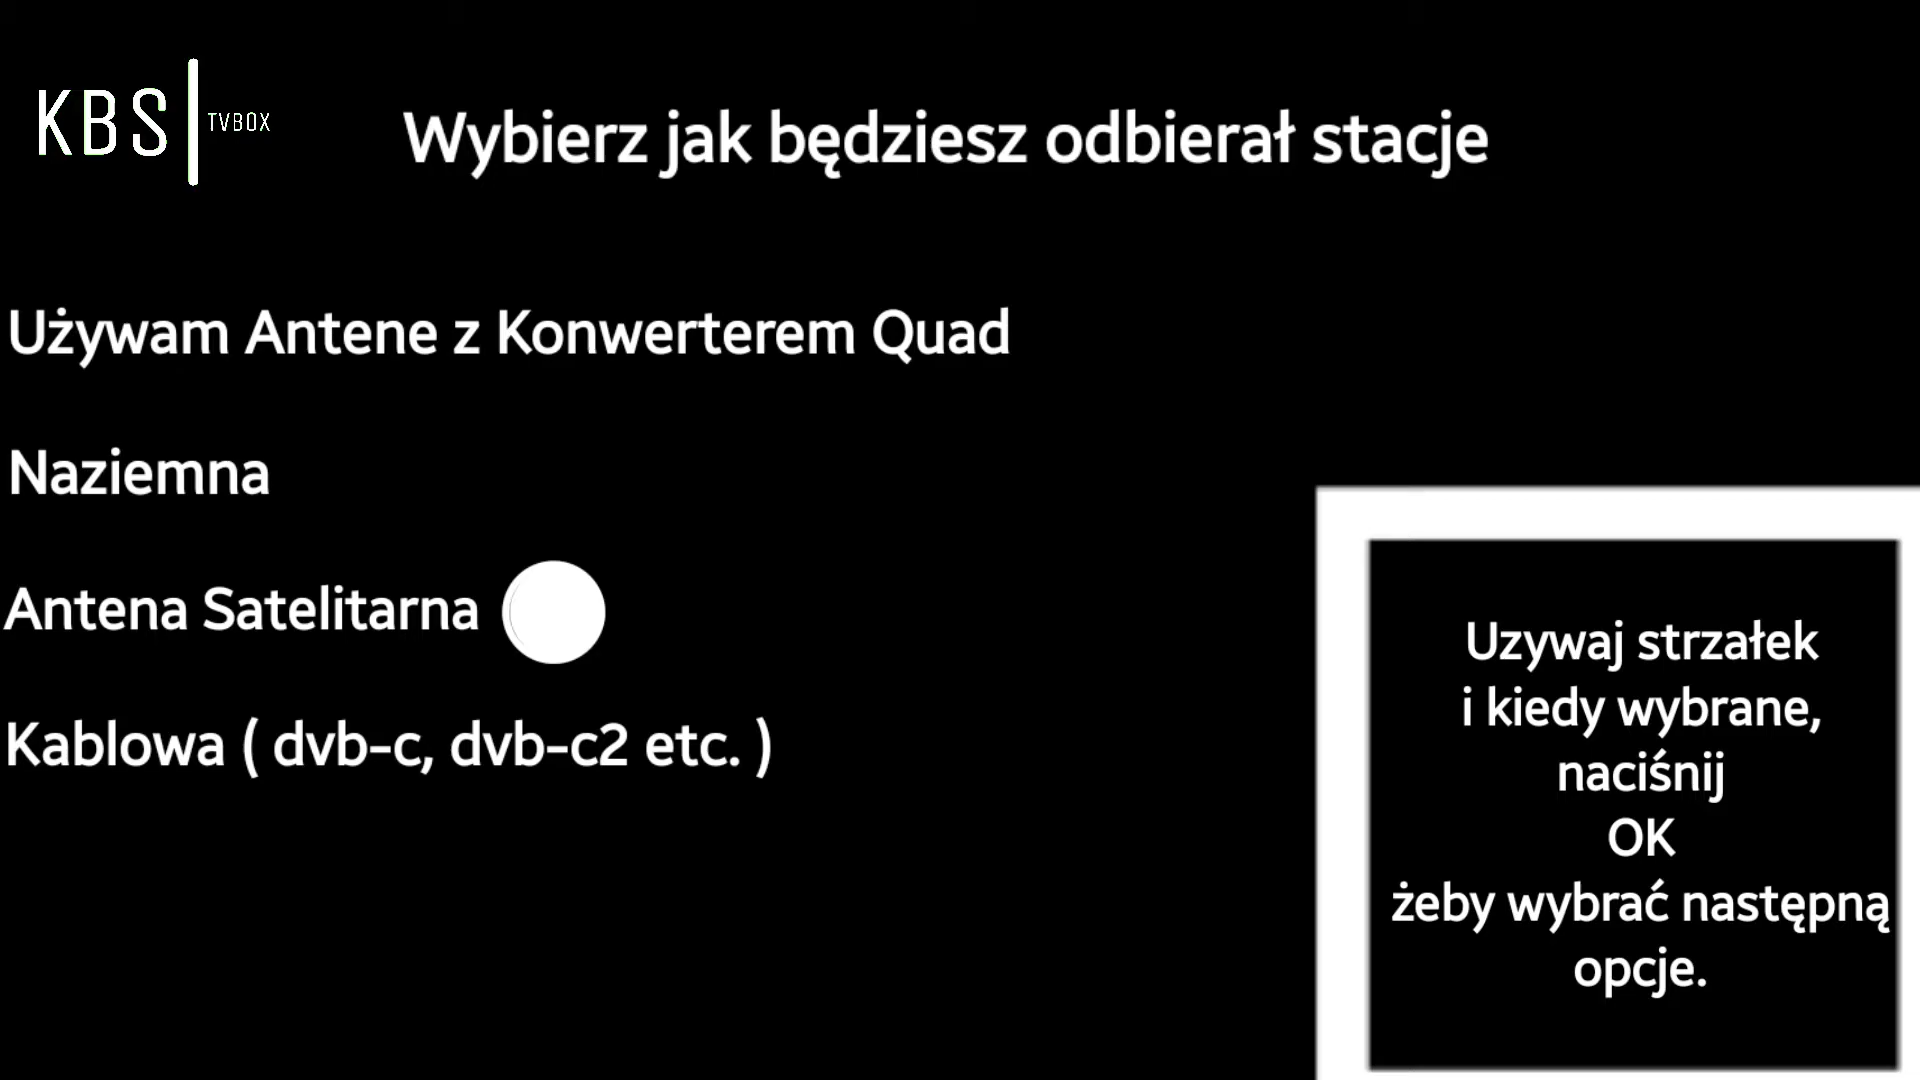 KBS TVBOX
Wybierz jak będziesz odbierał stacje
Używam Antene z Konwerterem Quad
Naziemna
Antena Satelitarna
Kablowa ( dvb-c, dvb-c2 etc. )
Uzywaj strzałek
i kiedy wybrane,
naciśnij
OK
żeby wybrać następną
opcje.